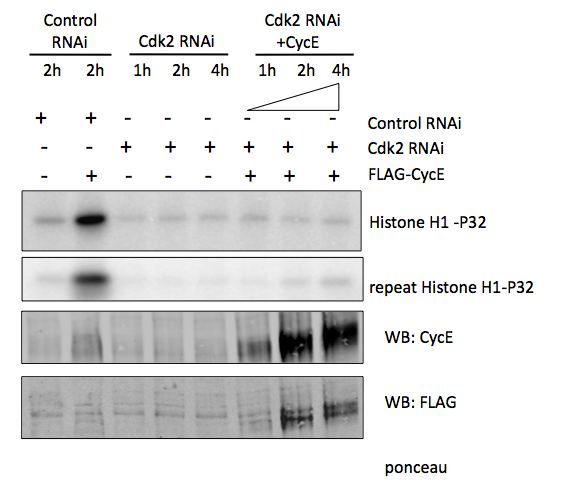 Control RNAi Cdk2 RNAi Cdk2 RNAi +CycE
2h 2h 1h 2h 4h 1h 2h 4h
+ + - - - - - - Control RNAi
- - + + + + + + Cdk2 RNAi
- + - - - + + + FLAG-CycE
Histone H1 -P32
repeat Histone H1-P32
WB: CycE
WB: FLAG
ponceau